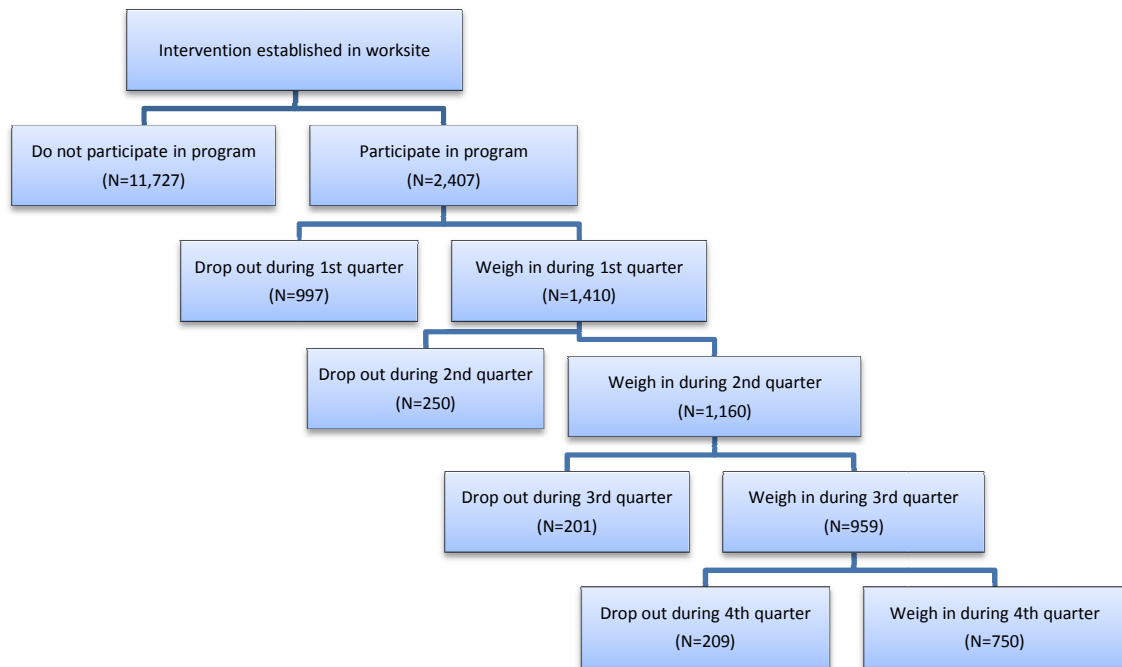 Intervention established in worksite
Do not participate in program
(N=11,727)
Participate in program
(N=2,407)
Drop out during 1st quarter
(N=997)
Weigh in during 1st quarter
(N=1,410)
Drop out during 2nd quarter
(N=250)
Weigh in during 2nd quarter
(N=1,160)
Drop out during 3rd quarter
(N=201)
Weigh in during 3rd quarter
(N=959)
Drop out during 4th quarter
(N=209)
Weigh in during 4th quarter
(N=750)